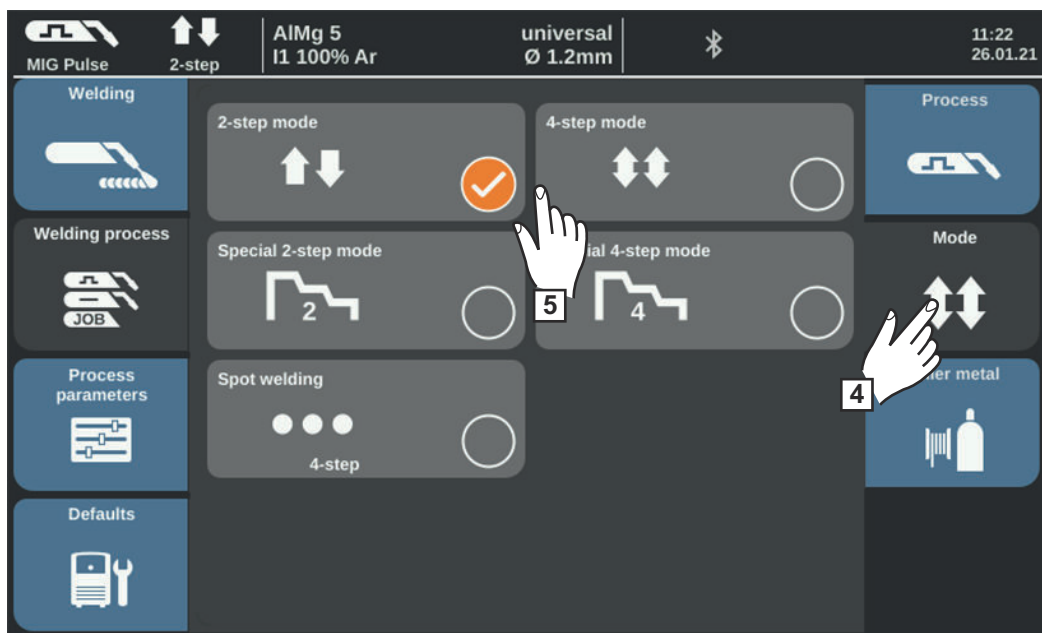 MIG Pulse
2-step
AlMg 5
I1 100% Ar
universal
Ø 1.2mm
11:22
26.01.21
Welding
Welding process
JOB
Process
parameters
Defaults
2-step mode
4-step mode
Special 2-step mode
2
4-step mode
4
Spot welding
4-step
5
Process
Mode
metal
4